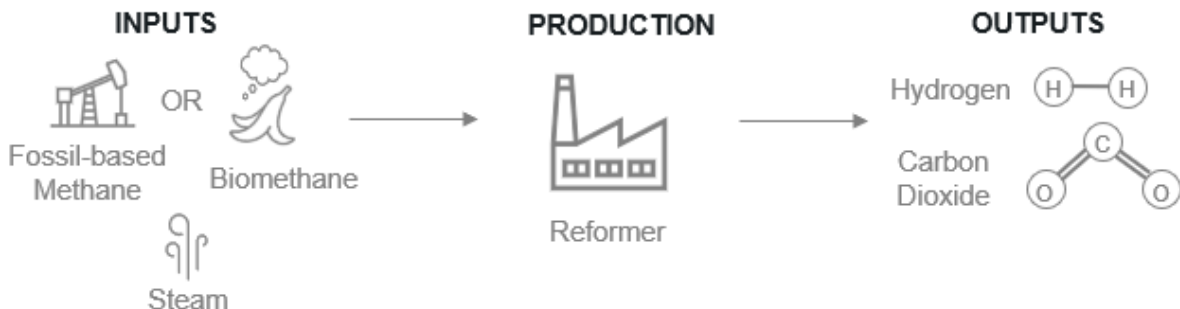 INPUTS
PRODUCTION
OUTPUTS
OR
Fossil-based
Methane
Biomethane
Steam
Reformer
Hydrogen
H
H
Carbon
Dioxide
C
O
O